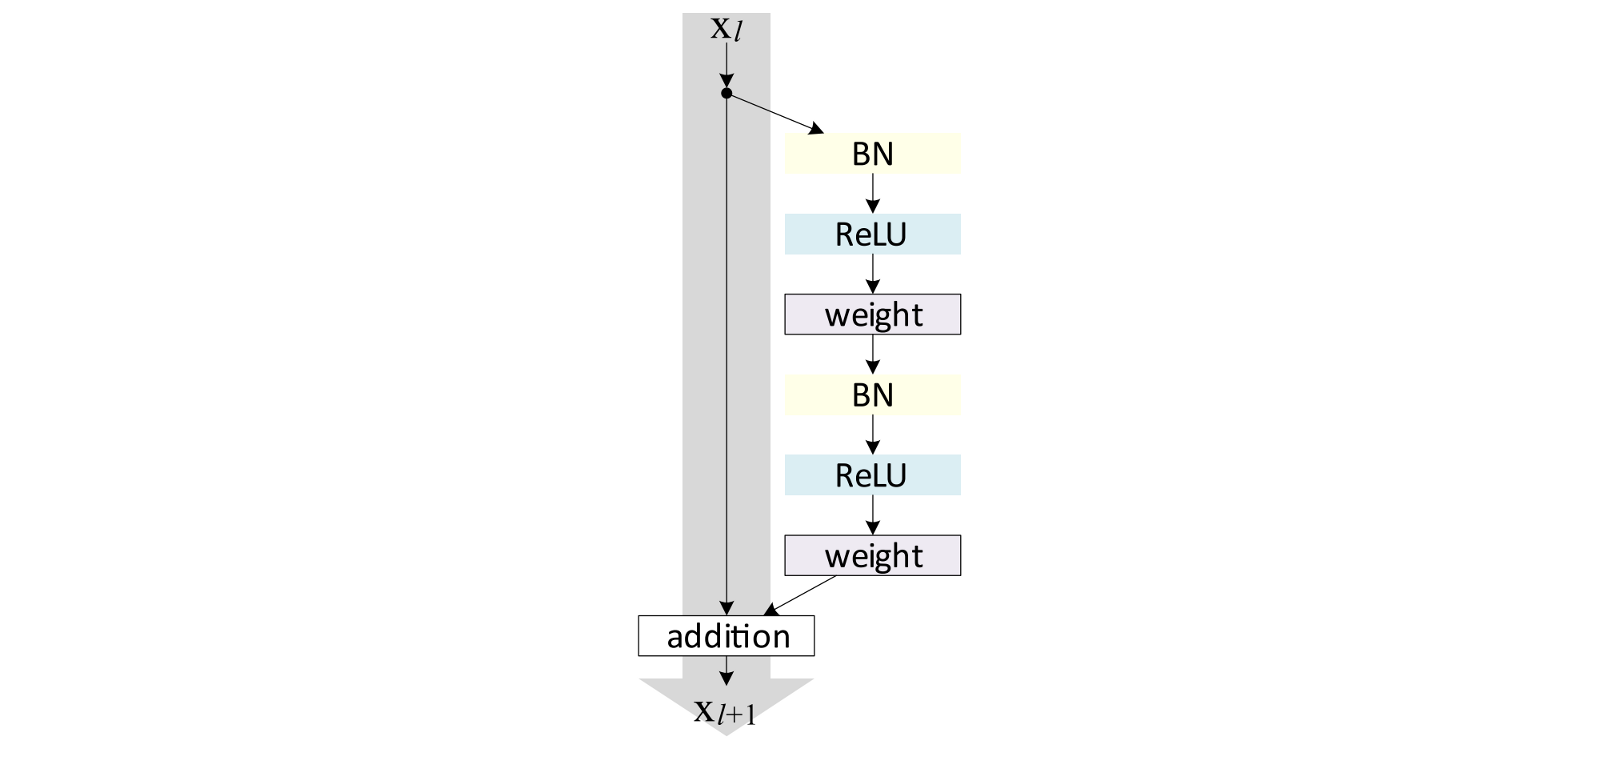 xl
BN
ReLU
weight
BN
ReLU
weight
addition
xl+1